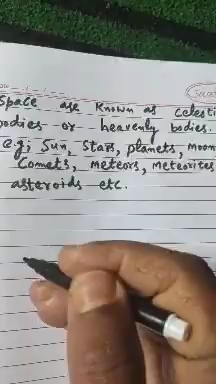 Space are known as celesti
bodies or heavenly bodies.
e.g; Sun, Stars, planets, Moon
Comets, meteors, Meteorites
asteroids etc.